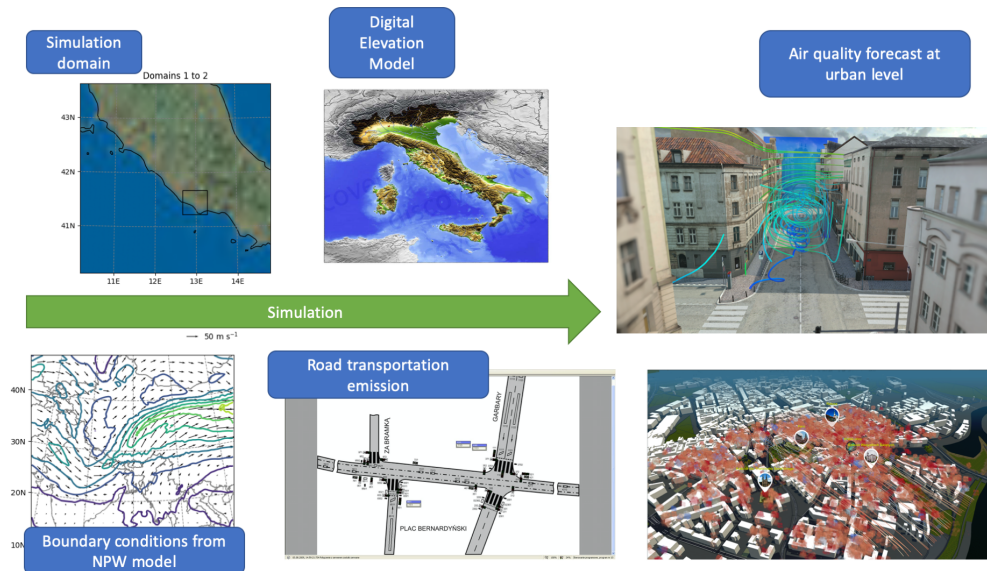 Simulation
domain
Domains 1 to 2
43N
42N
41N
41N
11E
12E
13E
14E
Digital
Elevation
Model
Air quality forecast at
urban level
Simulation
50 m s⁻¹
40N
30N
20N
10N
Boundary conditions from
NPW model
Road transportation
emission
ZA BRAMKA
GARBARY
PLAC BERNARDYŃSKI